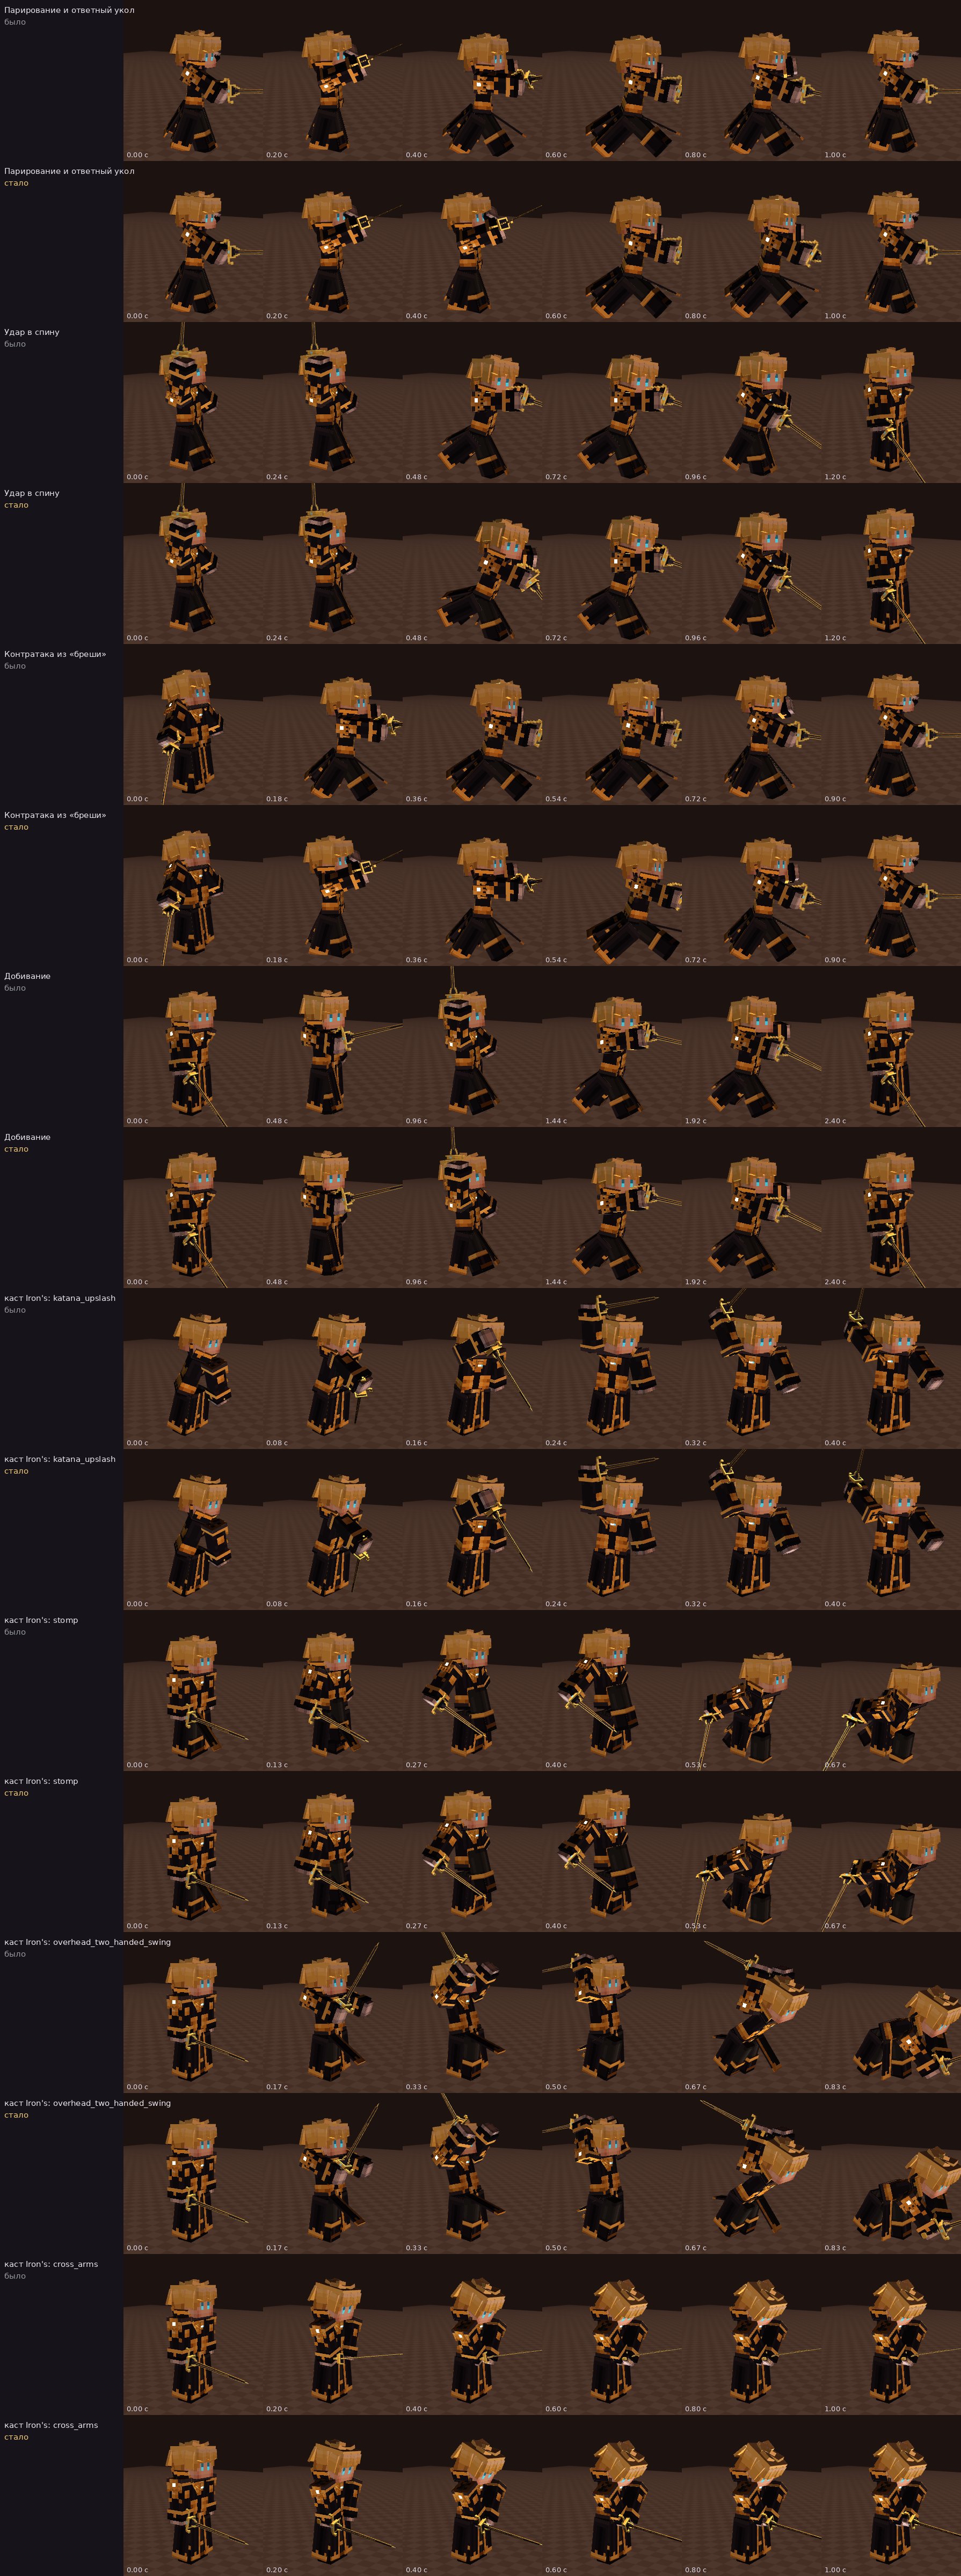 Парирование и ответный укол
было
0.00 с
0.20 с
0.40 с
0.60 с
0.80 с
1.00 с
Парирование и ответный укол
стало
0.00 с
0.20 с
0.40 с
0.60 с
0.80 с
1.00 с
Удар в спину
было
0.00 с
0.24 с
0.48 с
0.72 с
0.96 с
1.20 с
Удар в спину
стало
0.00 с
0.24 с
0.48 с
0.72 с
0.96 с
1.20 с
Контратака из «бреши»
было
0.00 с
0.18 с
0.36 с
0.54 с
0.72 с
0.90 с
Контратака из «бреши»
стало
0.00 с
0.18 с
0.36 с
0.54 с
0.72 с
0.90 с
Добивание
было
0.00 с
0.48 с
0.96 с
1.44 с
1.92 с
2.40 с
Добивание
стало
0.00 с
0.48 с
0.96 с
1.44 с
1.92 с
2.40 с
каст Iron's: katana_upslash
было
0.00 с
0.08 с
0.16 с
0.24 с
0.32 с
0.40 с
каст Iron's: katana_upslash
стало
0.00 с
0.08 с
0.16 с
0.24 с
0.32 с
0.40 с
каст Iron's: stomp
было
0.00 с
0.13 с
0.27 с
0.40 с
0.53 с
0.67 с
каст Iron's: stomp
стало
0.00 с
0.13 с
0.27 с
0.40 с
0.53 с
0.67 с
каст Iron's: overhead_two_handed_swing
было
0.00 с
0.17 с
0.33 с
0.50 с
0.67 с
0.83 с
каст Iron's: overhead_two_handed_swing
стало
0.00 с
0.17 с
0.33 с
0.50 с
0.67 с
0.83 с
каст Iron's: cross_arms
было
0.00 с
0.20 с
0.40 с
0.60 с
0.80 с
1.00 с
каст Iron's: cross_arms
стало
0.00 с
0.20 с
0.40 с
0.60 с
0.80 с
1.00 с